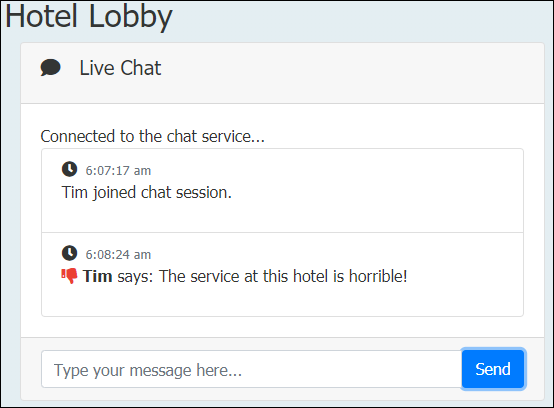 Hotel Lobby
Live Chat
Connected to the chat service...
6:07:17 am
Tim joined chat session.
6:08:24 am
Tim says: The service at this hotel is horrible!
Type your message here...
Send